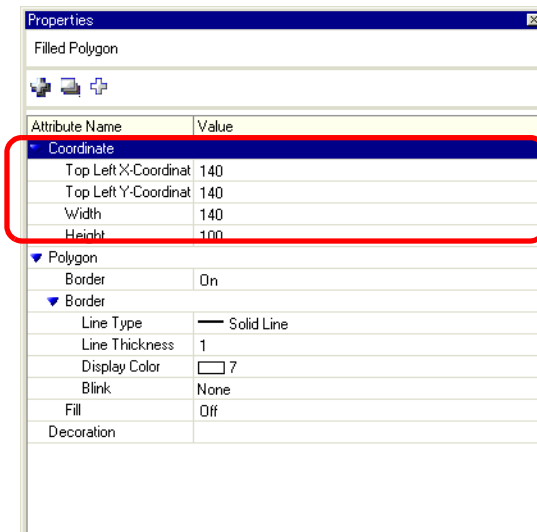 Properties
Filled Polygon
Attribute Name Value
Coordinate
Top Left X-Coordinat 140
Top Left Y-Coordinat 140
Width 140
Height 100
Polygon
Border On
Border
Line Type Solid Line
Line Thickness 1
Display Color 7
Blink None
Fill Off
Decoration